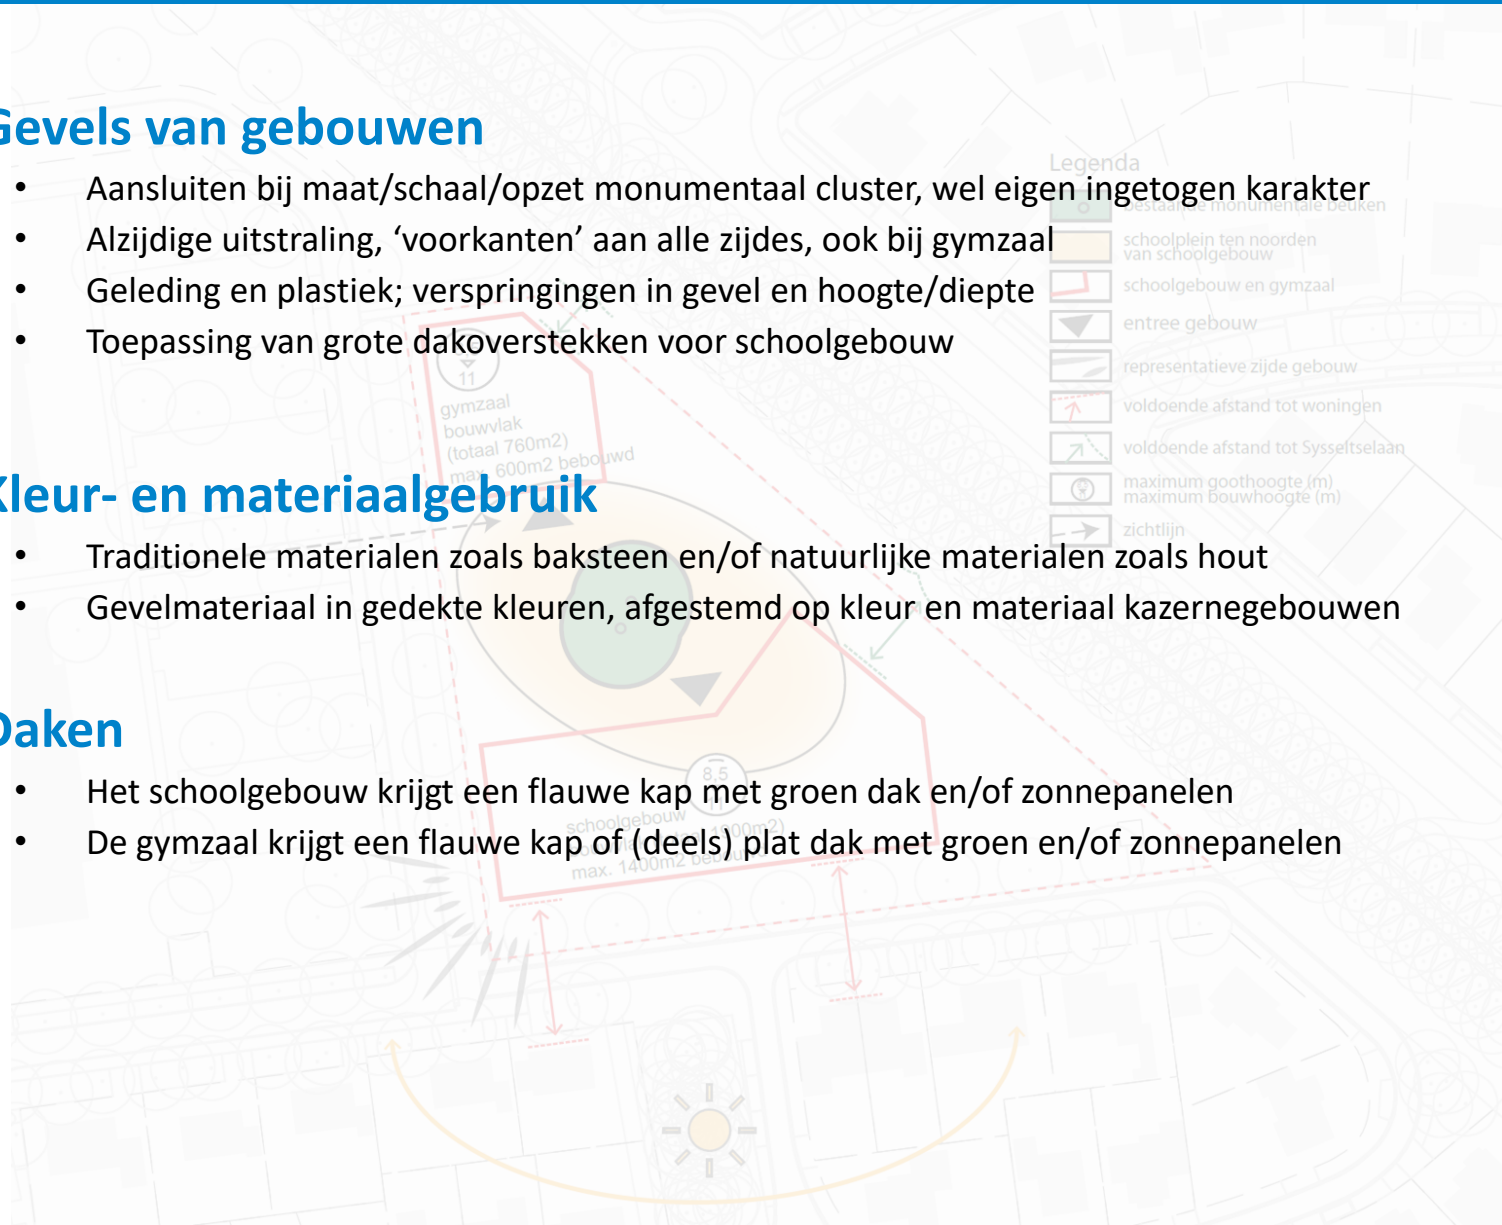 Gevels van gebouwen
• Aansluiten bij maat/schaal/opzet monumentaal cluster, wel eigen ingetogen karakter
• Alzijdige uitstraling, ‘voorkanten’ aan alle zijdes, ook bij gymzaal
• Geleding en plastiek; verspringingen in gevel en hoogte/diepte
• Toepassing van grote dakoverstekken voor schoolgebouw
Kleur- en materiaalgebruik
• Traditionele materialen zoals baksteen en/of natuurlijke materialen zoals hout
• Gevelmateriaal in gedekte kleuren, afgestemd op kleur en materiaal kazernegebouwen
Daken
• Het schoolgebouw krijgt een flauwe kap met groen dak en/of zonnepanelen
• De gymzaal krijgt een flauwe kap of (deels) plat dak met groen en/of zonnepanelen
Legenda
bestaande monumentale beuken
schoolplein ten noorden
van schoolgebouw
schoolgebouw en gymzaal
entree gebouw
representatieve zijde gebouw
voldoende afstand tot woningen
voldoende afstand tot Sysseltselaan
maximum goothoogte (m)
maximum bouwhoogte (m)
zichtlijn
11
gymzaal
bouwvlak
(totaal 760m2)
max. 600m2 bebouwd
8,5
11
schoolgebouw
max. 1400m2 bebouwd